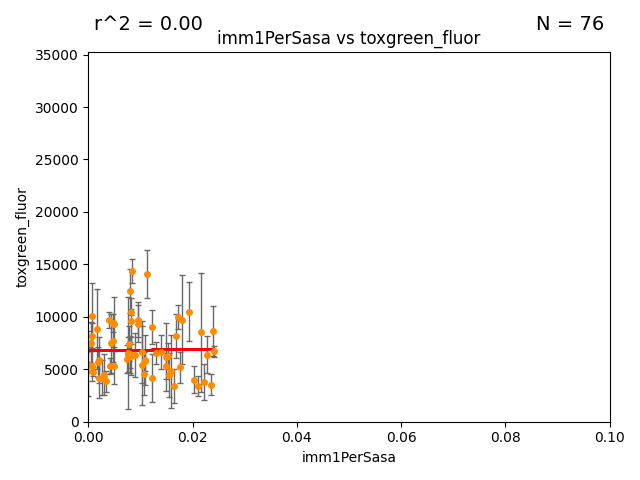 r^2 = 0.00
N = 76
imm1PerSasa vs toxgreen_fluor
35000
30000
25000
20000
15000
10000
5000
0
toxgreen_fluor
0.00
0.02
0.04
0.06
0.08
0.10
imm1PerSasa